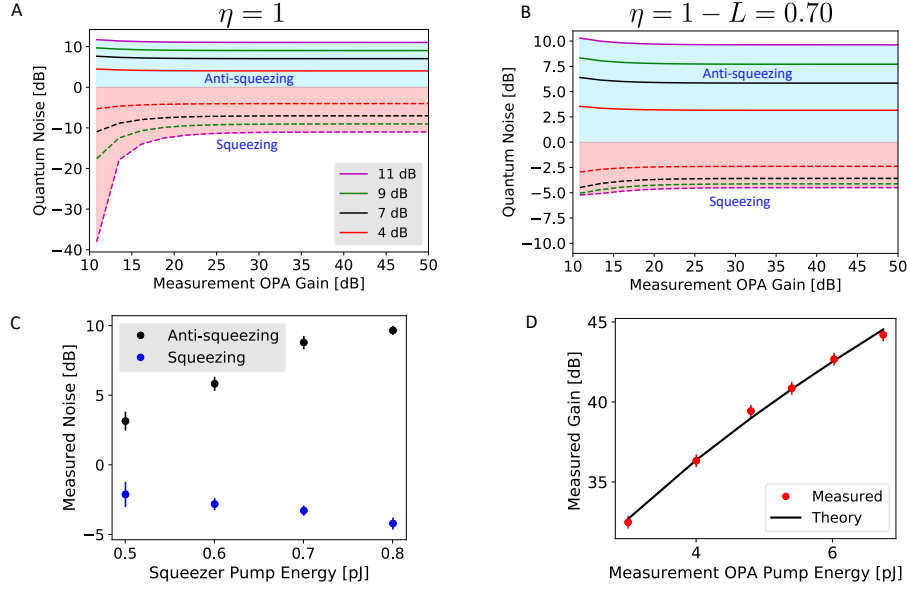 A
η = 1
10
0
−10
−20
−30
−40
Quantum Noise [dB]
Anti-squeezing
Squeezing
11 dB
9 dB
7 dB
4 dB
10 15 20 25 30 35 40 45 50
Measurement OPA Gain [dB]
B
η = 1 − L = 0.70
10.0
7.5
5.0
2.5
0.0
−2.5
−5.0
−7.5
−10.0
Quantum Noise [dB]
Anti-squeezing
Squeezing
10 15 20 25 30 35 40 45 50
Measurement OPA Gain [dB]
C
10
5
0
−5
Measured Noise [dB]
Anti-squeezing
Squeezing
0.5 0.6 0.7 0.8
Squeezer Pump Energy [pJ]
D
45
40
35
Measured Gain [dB]
Measured
Theory
4 6
Measurement OPA Pump Energy [pJ]